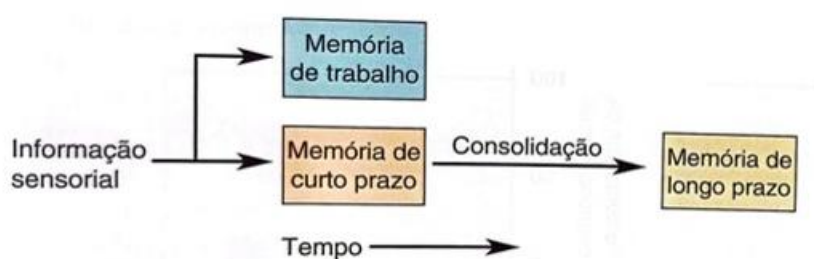 Memória
de trabalho
Informação
sensorial
Memória de
curto prazo
Consolidação
Memória de
longo prazo
Tempo